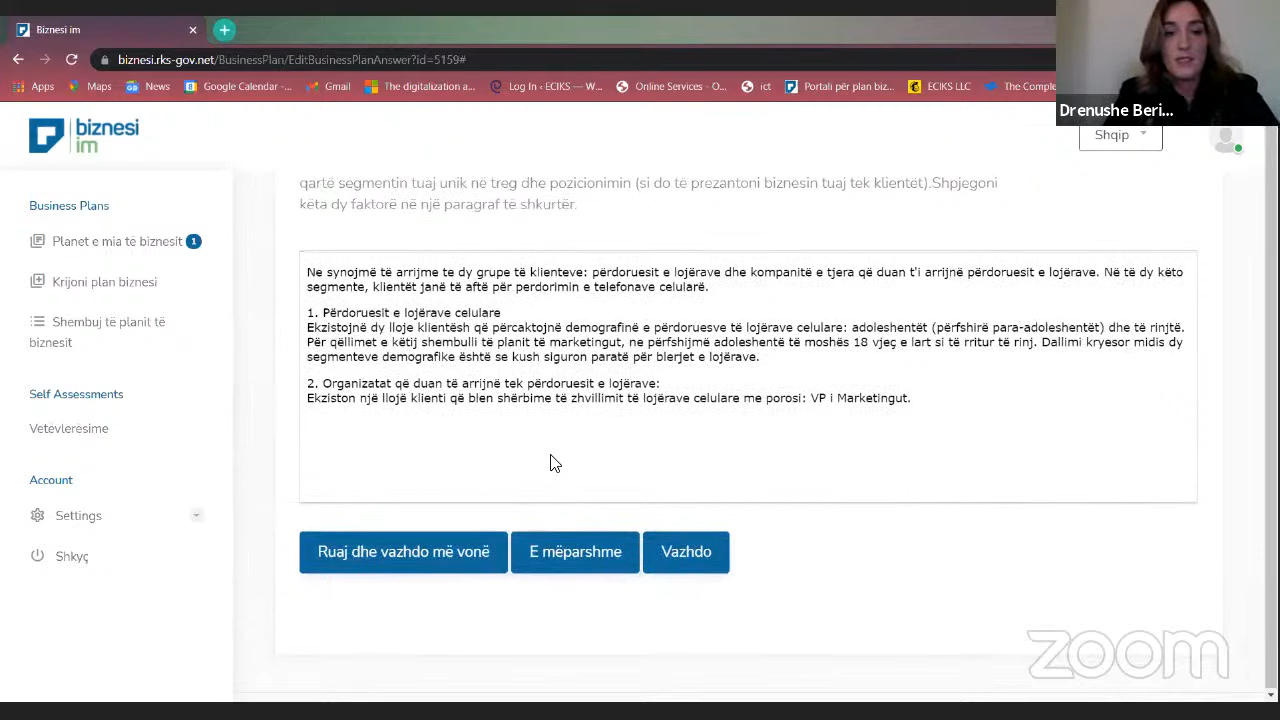 Biznesi im
biznesi.rks-gov.net/BusinessPlan/EditBusinessPlanAnswer?id=5159#
Apps
Maps
News
Google Calendar -...
Gmail
The digitalization a...
Log In ‹ ECIKS — W...
Online Services - O...
ict
Portali për plan biz...
ECIKS LLC
The Comple
Drenushe Beri...
biznesi
im
Shqip
Business Plans
Planet e mia të biznesit 1
Krijoni plan biznesi
Shembuj të planit të
biznesit
Self Assessments
Vetëvlerësime
Account
Settings
Shkyç
qartë segmentin tuaj unik në treg dhe pozicionimin (si do të prezantoni biznesin tuaj tek klientët).Shpjegoni
këta dy faktorë në një paragraf të shkurtër.
Ne synojmë të arrijme te dy grupe të klienteve: përdoruesit e lojërave dhe kompanitë e tjera që duan t'i arrijnë përdoruesit e lojërave. Në të dy këto
segmente, klientët janë të aftë për perdorimin e telefonave celularë.
1. Përdoruesit e lojërave celulare
Ekzistojnë dy lloje klientësh që përcaktojnë demografinë e përdoruesve të lojërave celulare: adoleshentët (përfshirë para-adoleshentët) dhe të rinjtë.
Për qëllimet e këtij shembulli të planit të marketingut, ne përfshijmë adoleshentë të moshës 18 vjeç e lart si të rritur të rinj. Dallimi kryesor midis dy
segmenteve demografike është se kush siguron paratë për blerjet e lojërave.
2. Organizatat që duan të arrijnë tek përdoruesit e lojërave:
Ekziston një llojë klienti që blen shërbime të zhvillimit të lojërave celulare me porosi: VP i Marketingut.
Ruaj dhe vazhdo më vonë
E mëparshme
Vazhdo
zoom